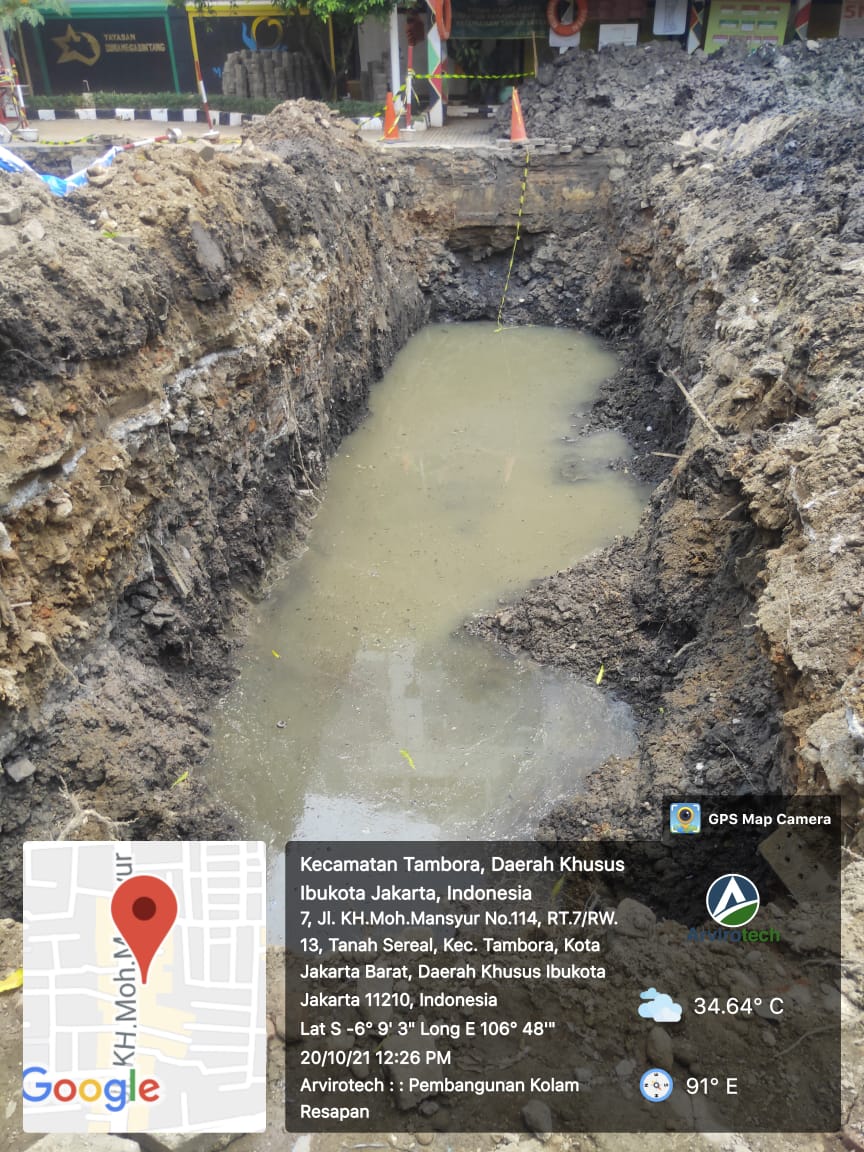 YAYASAN
GPS Map Camera
Kecamatan Tambora, Daerah Khusus
Ibukota Jakarta, Indonesia
7, Jl. KH.Moh.Mansyur No.114, RT.7/RW.
13, Tanah Sereal, Kec. Tambora, Kota
Jakarta Barat, Daerah Khusus Ibukota
Jakarta 11210, Indonesia
Lat S -6° 9' 3" Long E 106° 48'"
20/10/21 12:26 PM
Arvirotech : : Pembangunan Kolam
Resapan
Arvirotech
34.64° C
91° E
KH.Moh.M
yur
Google